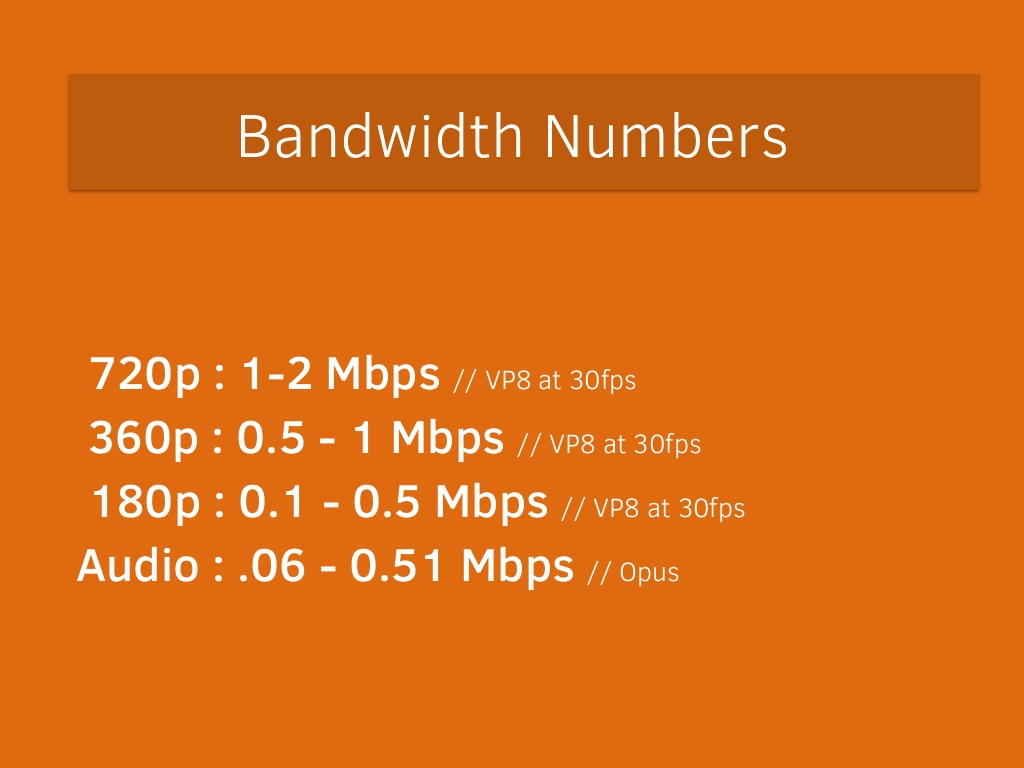 Bandwidth Numbers
720p : 1-2 Mbps // VP8 at 30fps
360p : 0.5 - 1 Mbps // VP8 at 30fps
180p : 0.1 - 0.5 Mbps // VP8 at 30fps
Audio : .06 - 0.51 Mbps // Opus